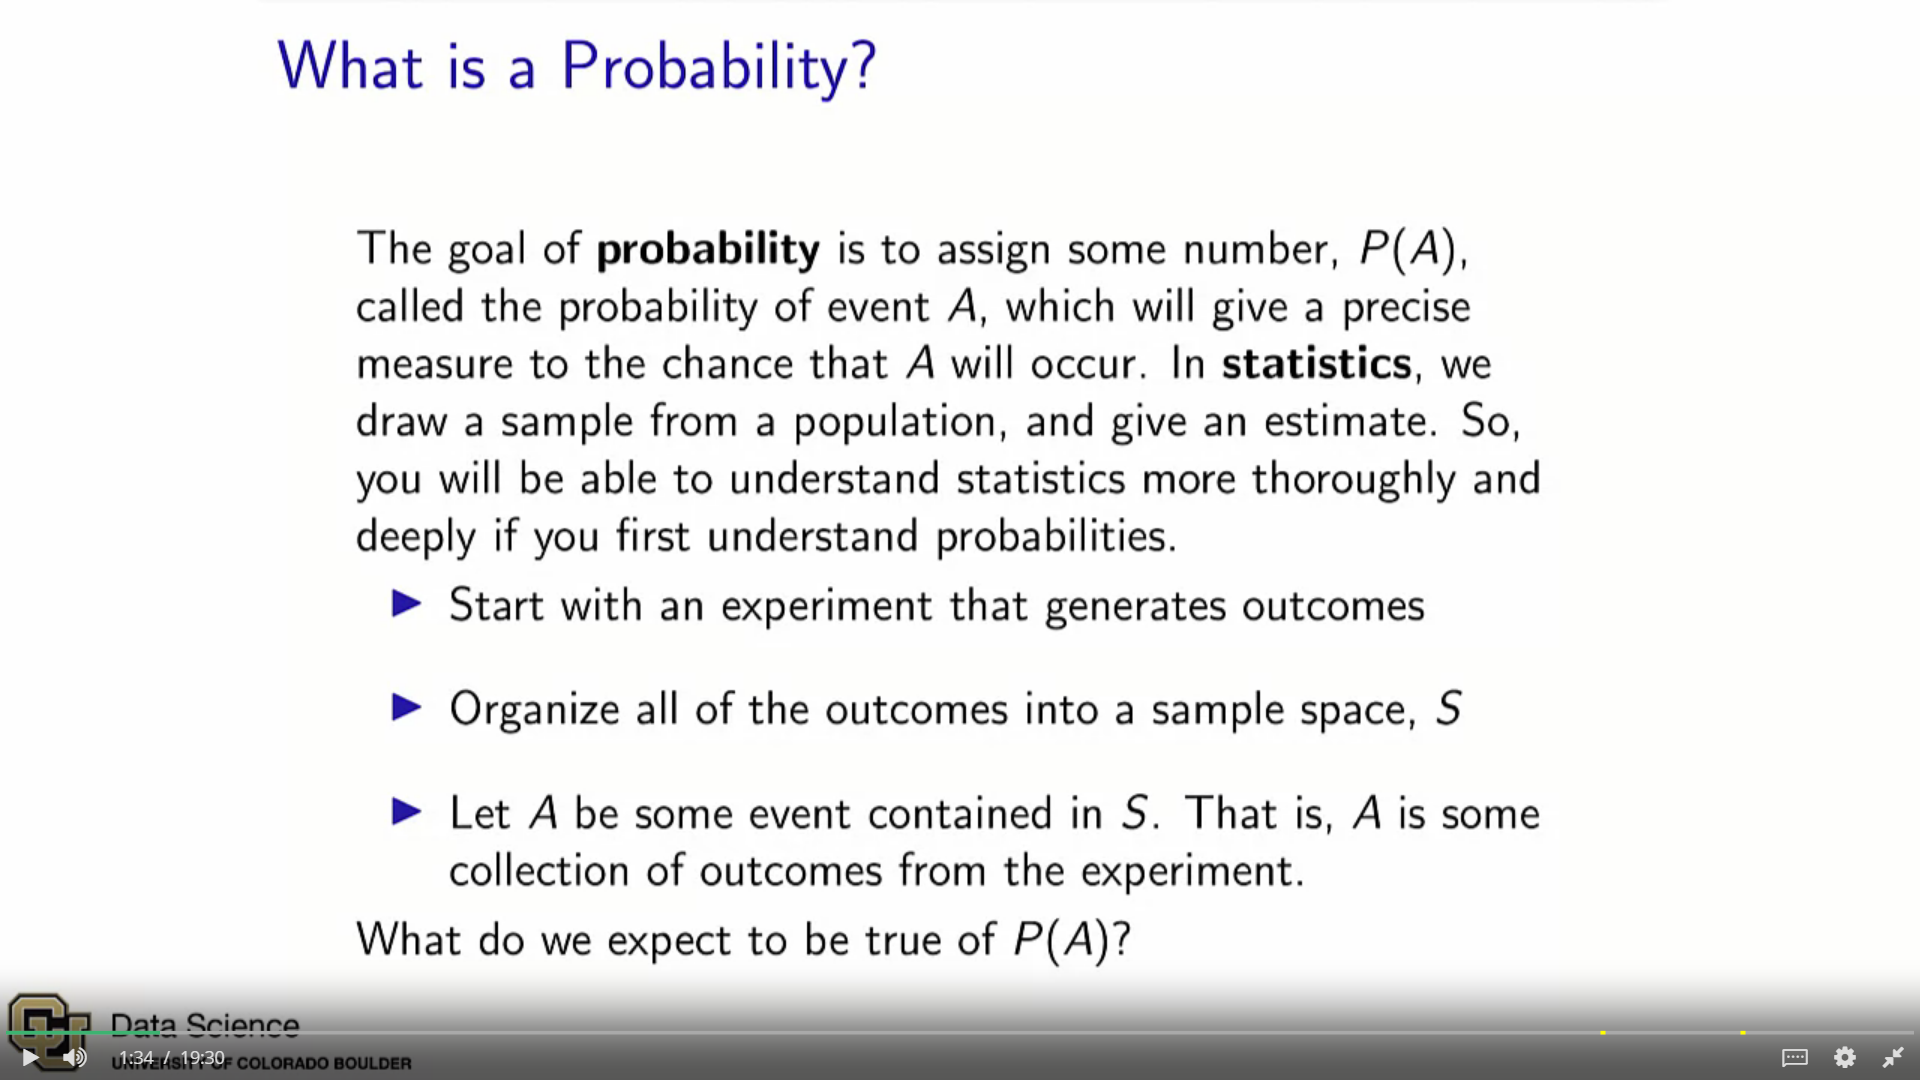 What is a Probability?
The goal of probability is to assign some number, P(A),
called the probability of event A, which will give a precise
measure to the chance that A will occur. In statistics, we
draw a sample from a population, and give an estimate. So,
you will be able to understand statistics more thoroughly and
deeply if you first understand probabilities.
▶ Start with an experiment that generates outcomes
▶ Organize all of the outcomes into a sample space, S
▶ Let A be some event contained in S. That is, A is some
collection of outcomes from the experiment.
What do we expect to be true of P(A)?
CU Data Science
1:34 / 19:30
UNIVERSITY OF COLORADO BOULDER